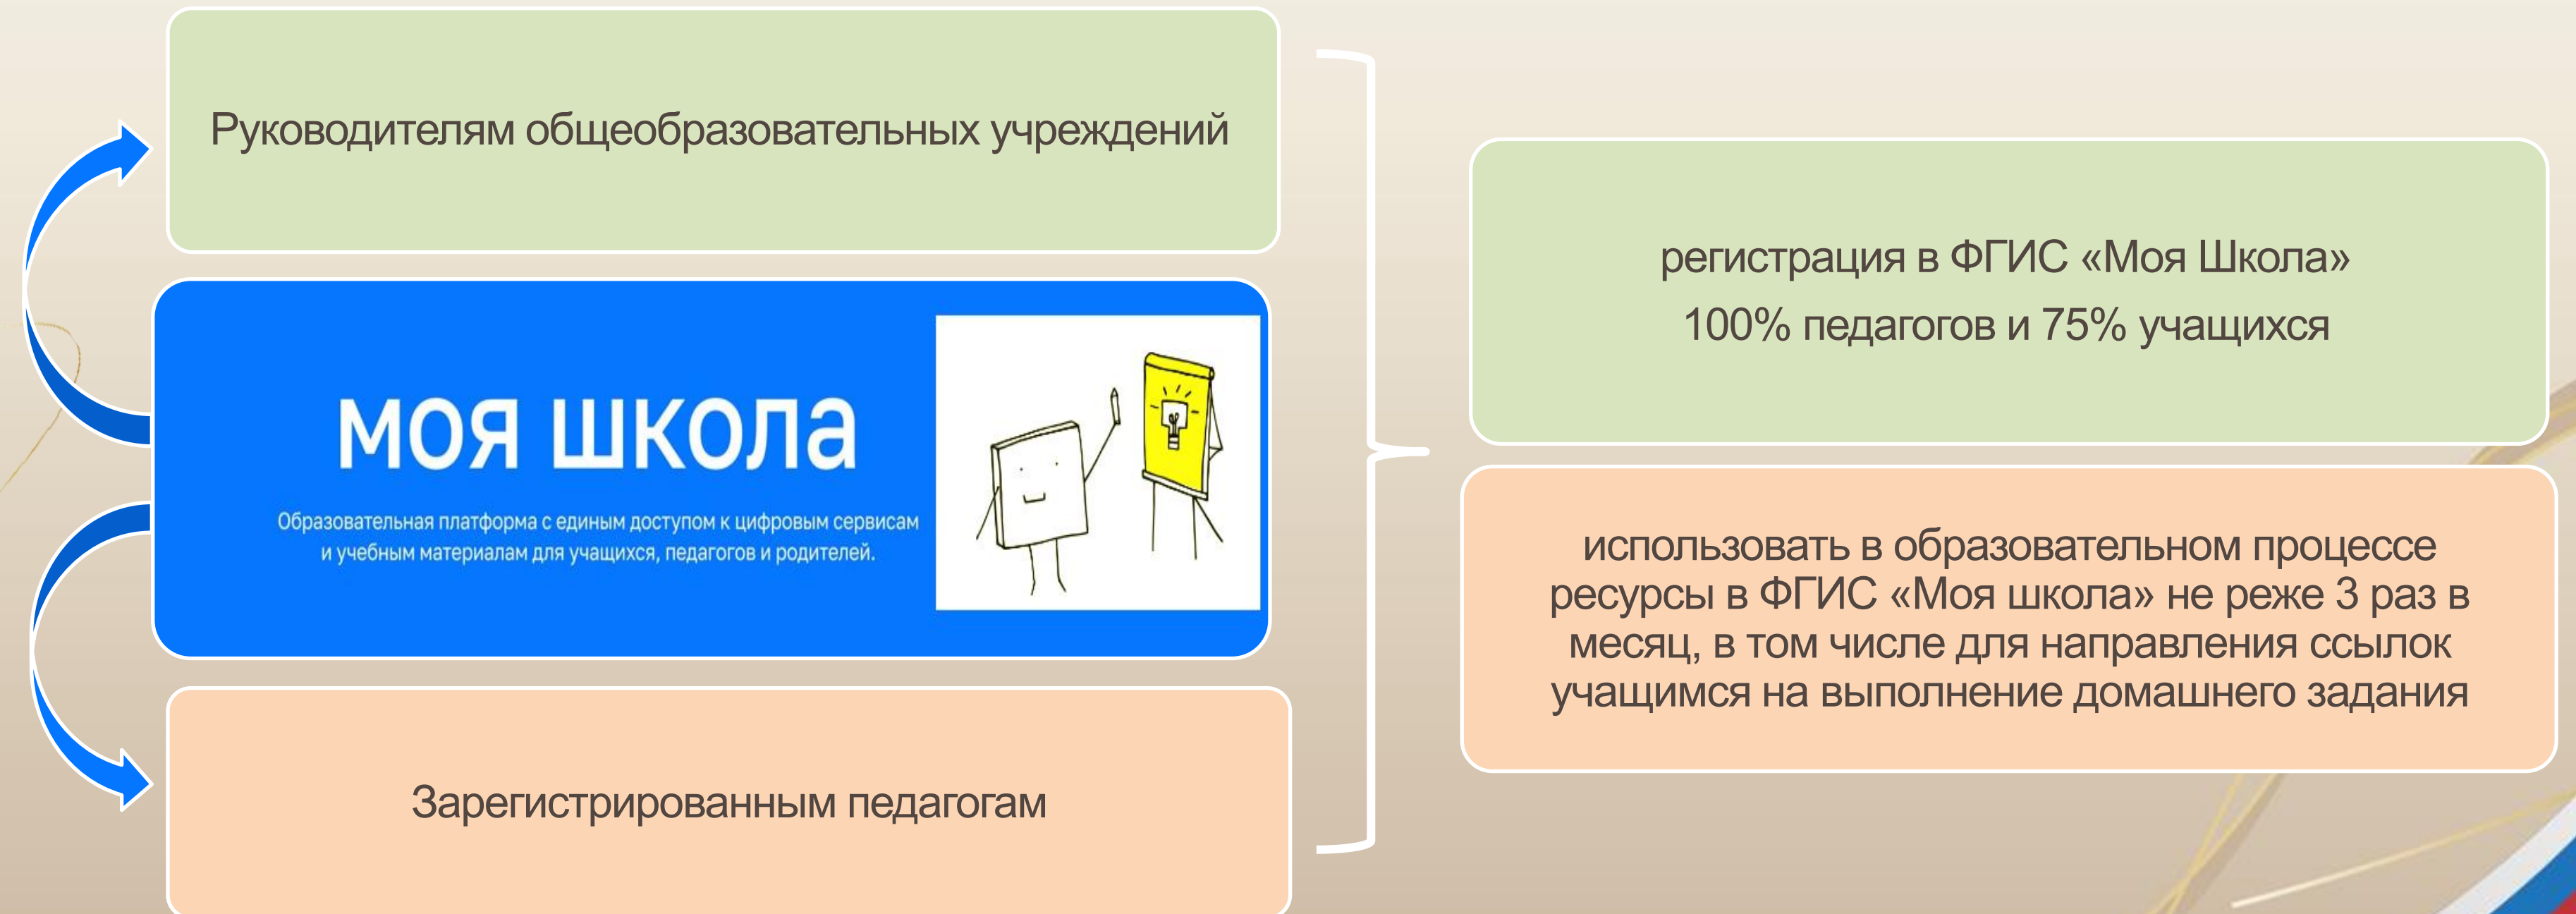 Руководителям общеобразовательных учреждений
моя школа
Образовательная платформа с единым доступом к цифровым сервисам
и учебным материалам для учащихся, педагогов и родителей.
Зарегистрированным педагогам
регистрация в ФГИС «Моя Школа»
100% педагогов и 75% учащихся
использовать в образовательном процессе
ресурсы в ФГИС «Моя школа» не реже 3 раз в
месяц, в том числе для направления ссылок
учащимся на выполнение домашнего задания